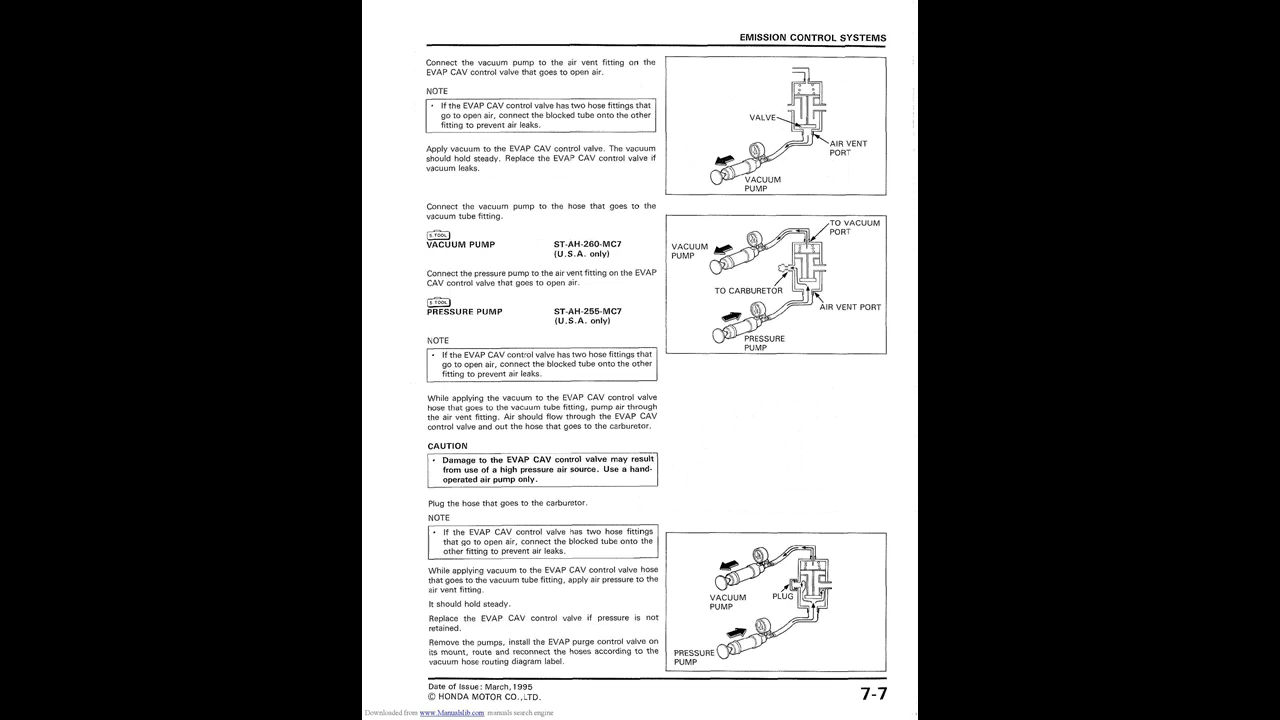 EMISSION CONTROL SYSTEMS
Connect the vacuum pump to the air vent fitting on the
EVAP CAV control valve that goes to open air.
NOTE
• If the EVAP CAV control valve has two hose fittings that
go to open air, connect the blocked tube onto the other
fitting to prevent air leaks.
Apply vacuum to the EVAP CAV control valve. The vacuum
should hold steady. Replace the EVAP CAV control valve if
vacuum leaks.
VALVE
AIR VENT
PORT
VACUUM
PUMP
Connect the vacuum pump to the hose that goes to the
vacuum tube fitting.
S TOOL
VACUUM PUMP ST-AH-260-MC7
(U.S.A. only)
Connect the pressure pump to the air vent fitting on the EVAP
CAV control valve that goes to open air.
S TOOL
PRESSURE PUMP ST-AH-255-MC7
(U.S.A. only)
TO VACUUM
PORT
VACUUM
PUMP
TO CARBURETOR
AIR VENT PORT
PRESSURE
PUMP
NOTE
• If the EVAP CAV control valve has two hose fittings that
go to open air, connect the blocked tube onto the other
fitting to prevent air leaks.
While applying the vacuum to the EVAP CAV control valve
hose that goes to the vacuum tube fitting, pump air through
the air vent fitting. Air should flow through the EVAP CAV
control valve and out the hose that goes to the carburetor.
CAUTION
• Damage to the EVAP CAV control valve may result
from use of a high pressure air source. Use a hand-
operated air pump only.
Plug the hose that goes to the carburetor.
NOTE
• If the EVAP CAV control valve has two hose fittings
that go to open air, connect the blocked tube onto the
other fitting to prevent air leaks.
While applying vacuum to the EVAP CAV control valve hose
that goes to the vacuum tube fitting, apply air pressure to the
air vent fitting.
It should hold steady.
Replace the EVAP CAV control valve if pressure is not
retained.
Remove the pumps, install the EVAP purge control valve on
its mount, route and reconnect the hoses according to the
vacuum hose routing diagram label.
VACUUM
PUMP
PLUG
PRESSURE
PUMP
Date of Issue: March, 1995
© HONDA MOTOR CO.,LTD.
7-7
Downloaded from www.Manualslib.com manuals search engine